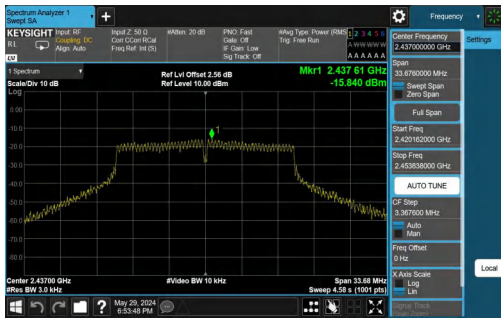 Spectrum Analyzer 1
Swept SA
Frequency
KEYSIGHT
RL
Input: RF
Coupling: DC
Align: Auto
Input Z: 50 Ω
Corr CCorr RCal
Freq Ref: Int (S)
#Atten: 20 dB
PNO: Fast
Gate: Off
IF Gain: Low
Sig Track: Off
#Avg Type: Power (RMS)
Trig: Free Run
1 2 3 4 5 6
A W W W W W
A A A A A A
LW
1 Spectrum
Scale/Div 10 dB
Log
Ref Lvl Offset 2.56 dB
Ref Level 10.00 dBm
Mkr1 2.437 61 GHz
-15.840 dBm
1
0.00
-10.0
-20.0
-30.0
-40.0
-50.0
-60.0
-70.0
-80.0
Center 2.43700 GHz
#Res BW 3.0 kHz
#Video BW 10 kHz
Span 33.68 MHz
Sweep 4.58 s (1001 pts)
May 29, 2024
6:53:48 PM
Center Frequency
2.437000000 GHz
Span
33.6760000 MHz
Swept Span
Zero Span
Full Span
Start Freq
2.420162000 GHz
Stop Freq
2.453838000 GHz
AUTO TUNE
CF Step
3.367600 MHz
Auto
Man
Freq Offset
0 Hz
X Axis Scale
Log
Lin
Signal Track
Settings
Local